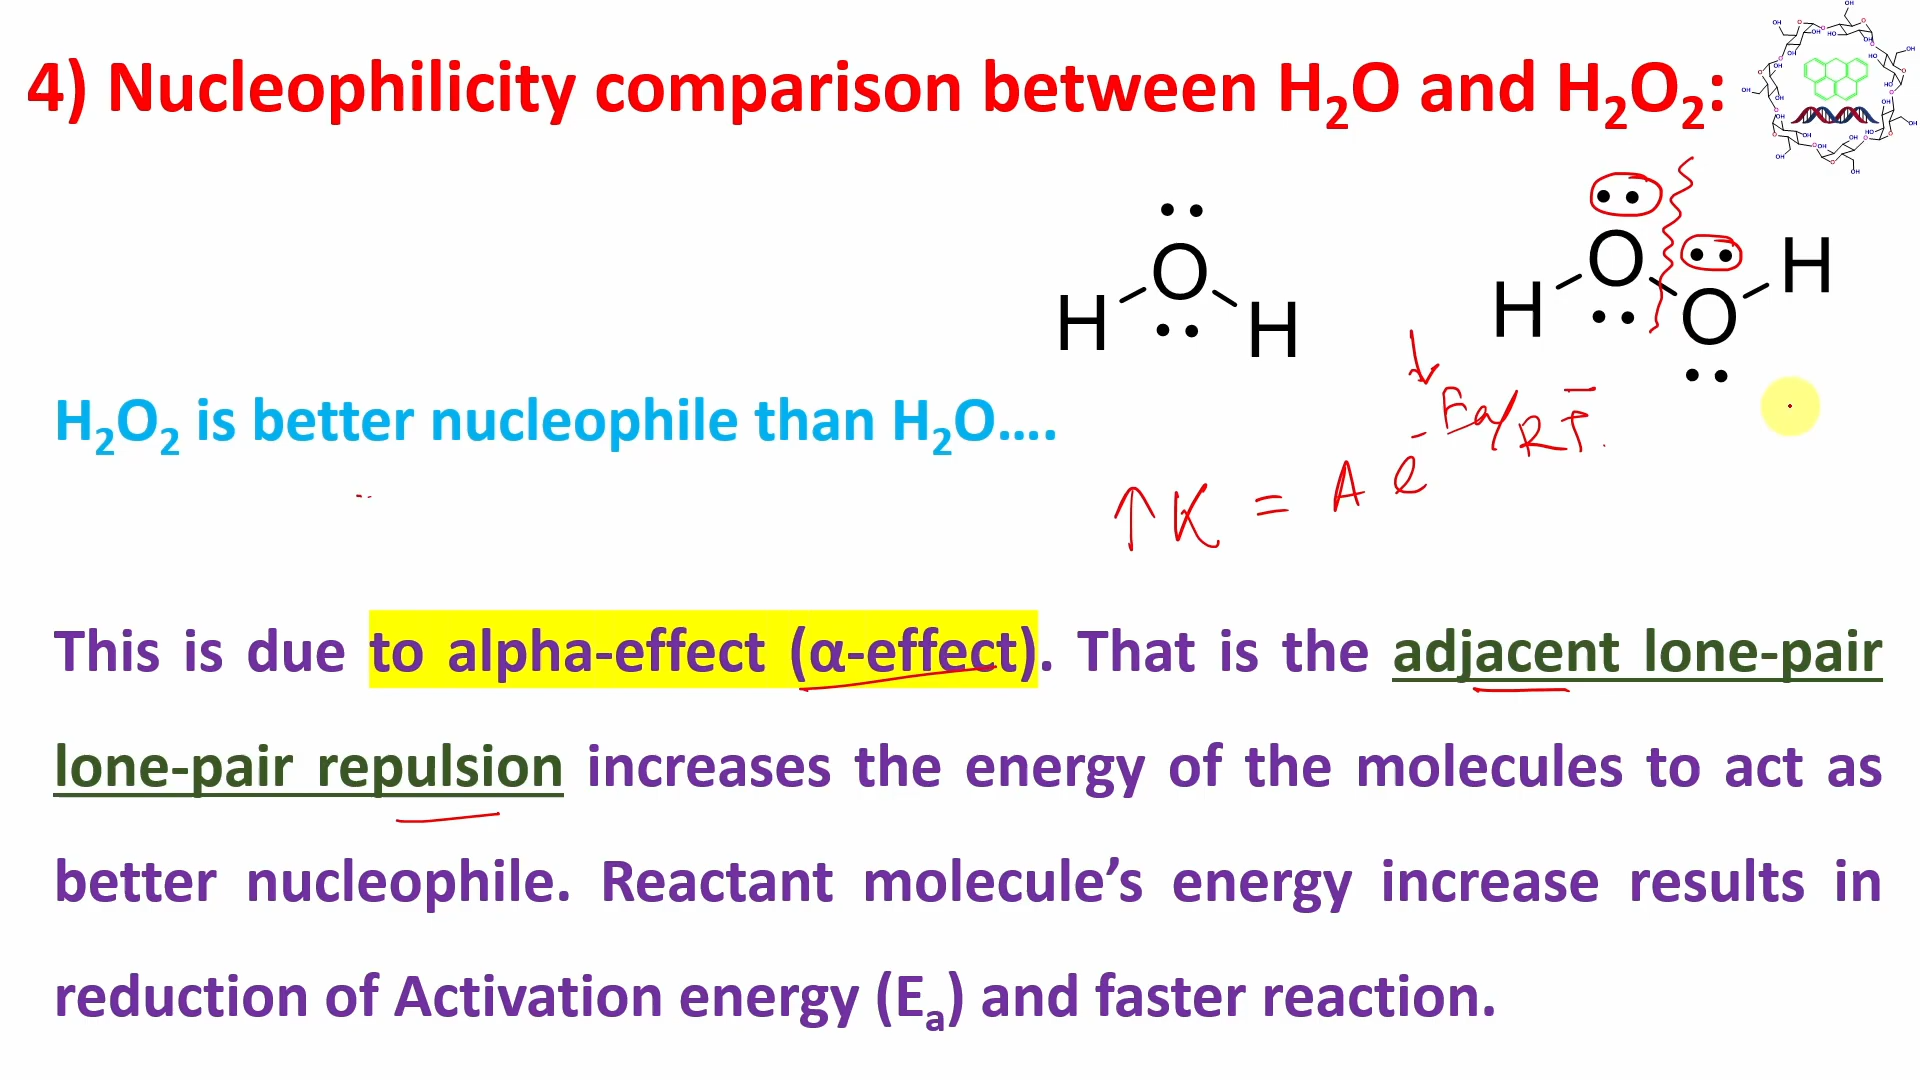 4) Nucleophilicity comparison between H₂O and H₂O₂:
O
H H
O
H O H
H₂O₂ is better nucleophile than H₂O....
↑ K = A e -Ea/RT
This is due to alpha-effect (α-effect). That is the adjacent lone-pair
lone-pair repulsion increases the energy of the molecules to act as
better nucleophile. Reactant molecule’s energy increase results in
reduction of Activation energy (Eₐ) and faster reaction.